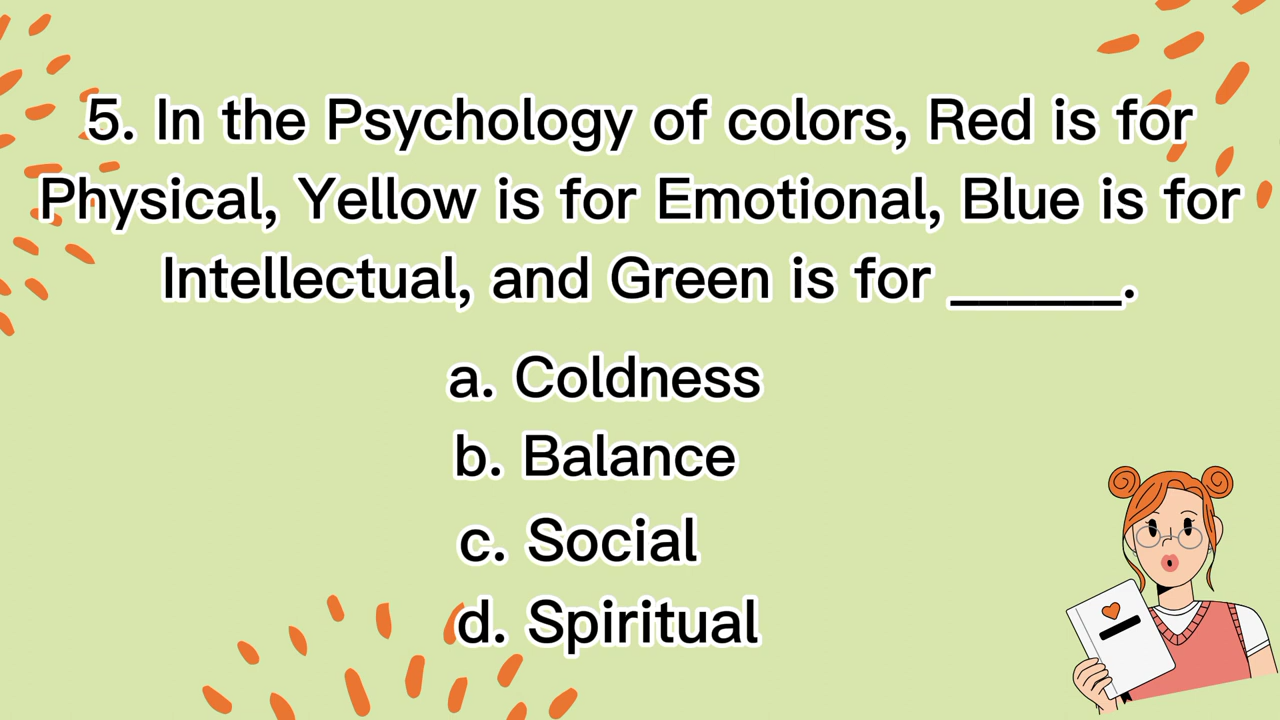 5. In the Psychology of colors, Red is for
Physical, Yellow is for Emotional, Blue is for
Intellectual, and Green is for ______.
a. Coldness
b. Balance
c. Social
d. Spiritual